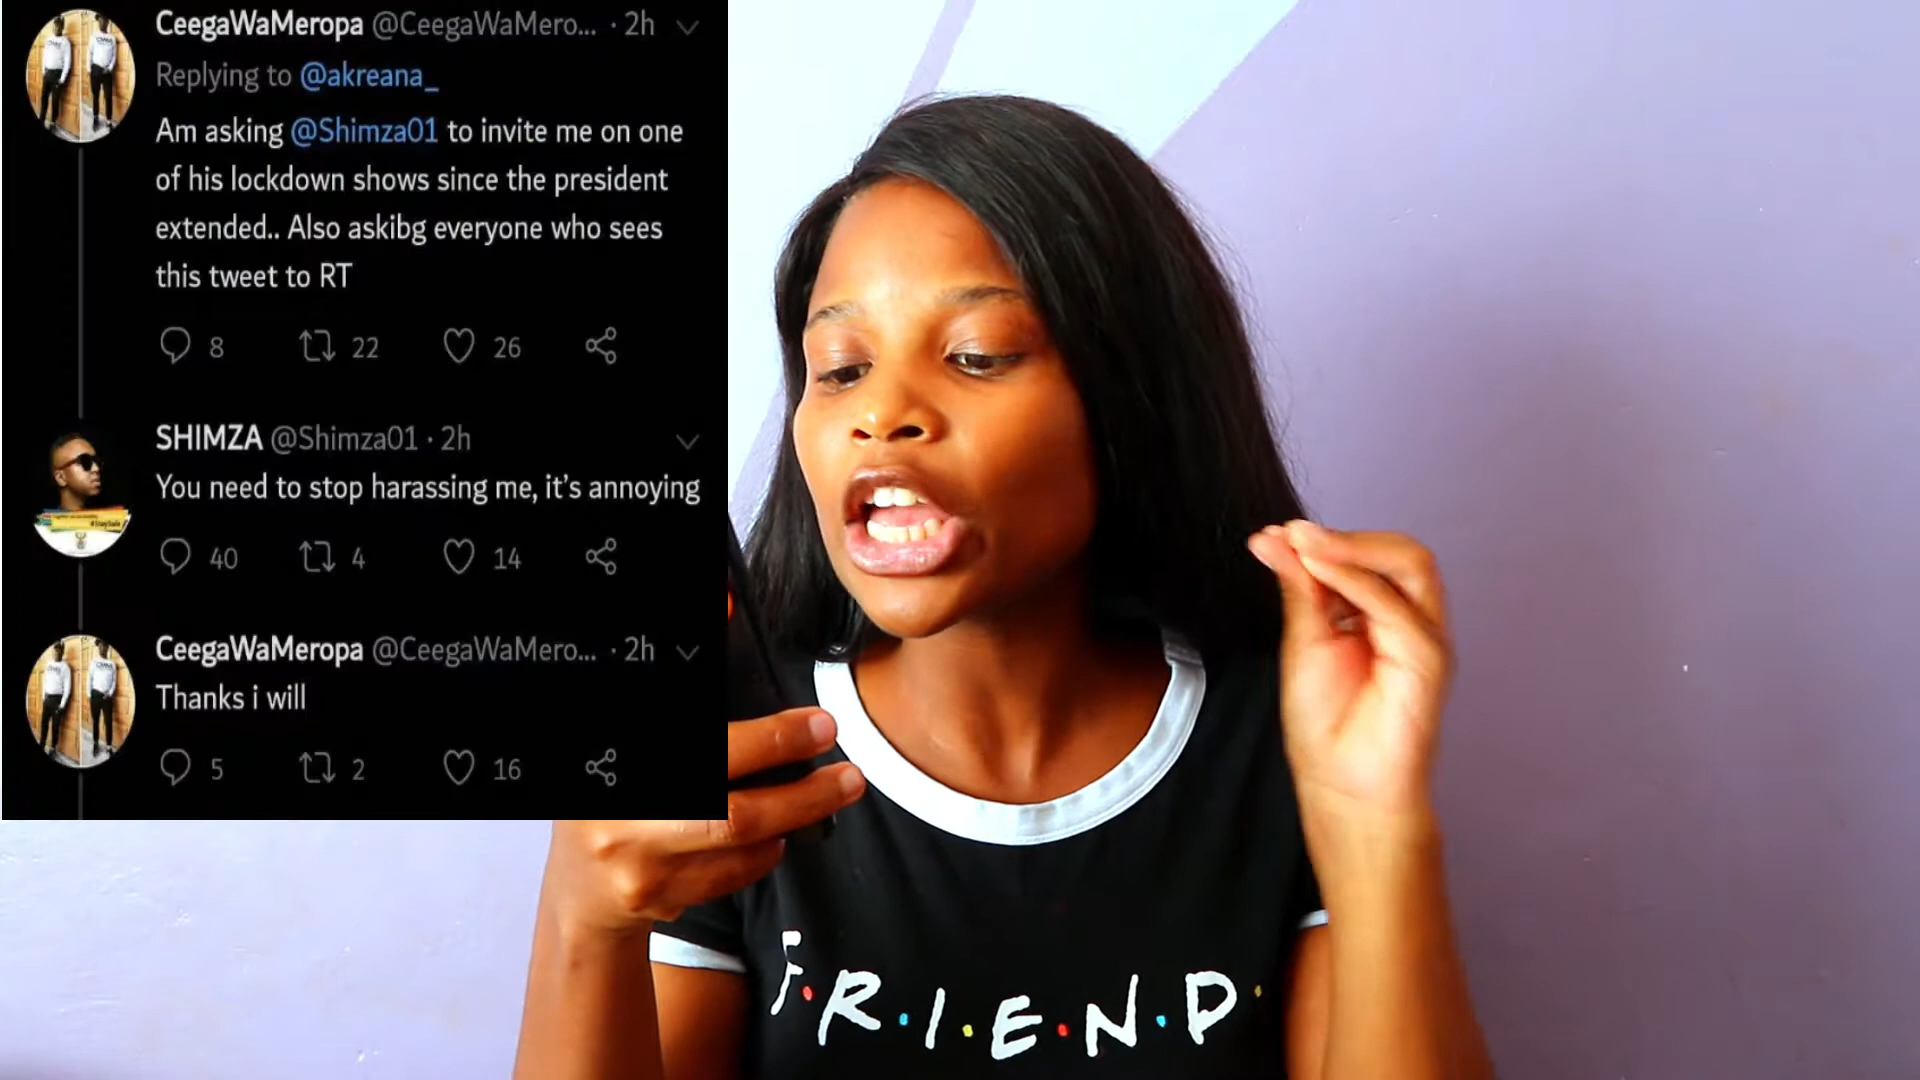 CeegaWaMeropa @CeegaWaMero... · 2h
Replying to @akreana_
Am asking @Shimza01 to invite me on one
of his lockdown shows since the president
extended.. Also askibg everyone who sees
this tweet to RT
8 22 26
SHIMZA @Shimza01 · 2h
You need to stop harassing me, it's annoying
40 4 14
CeegaWaMeropa @CeegaWaMero... · 2h
Thanks i will
5 2 16
F·R·I·E·N·D·